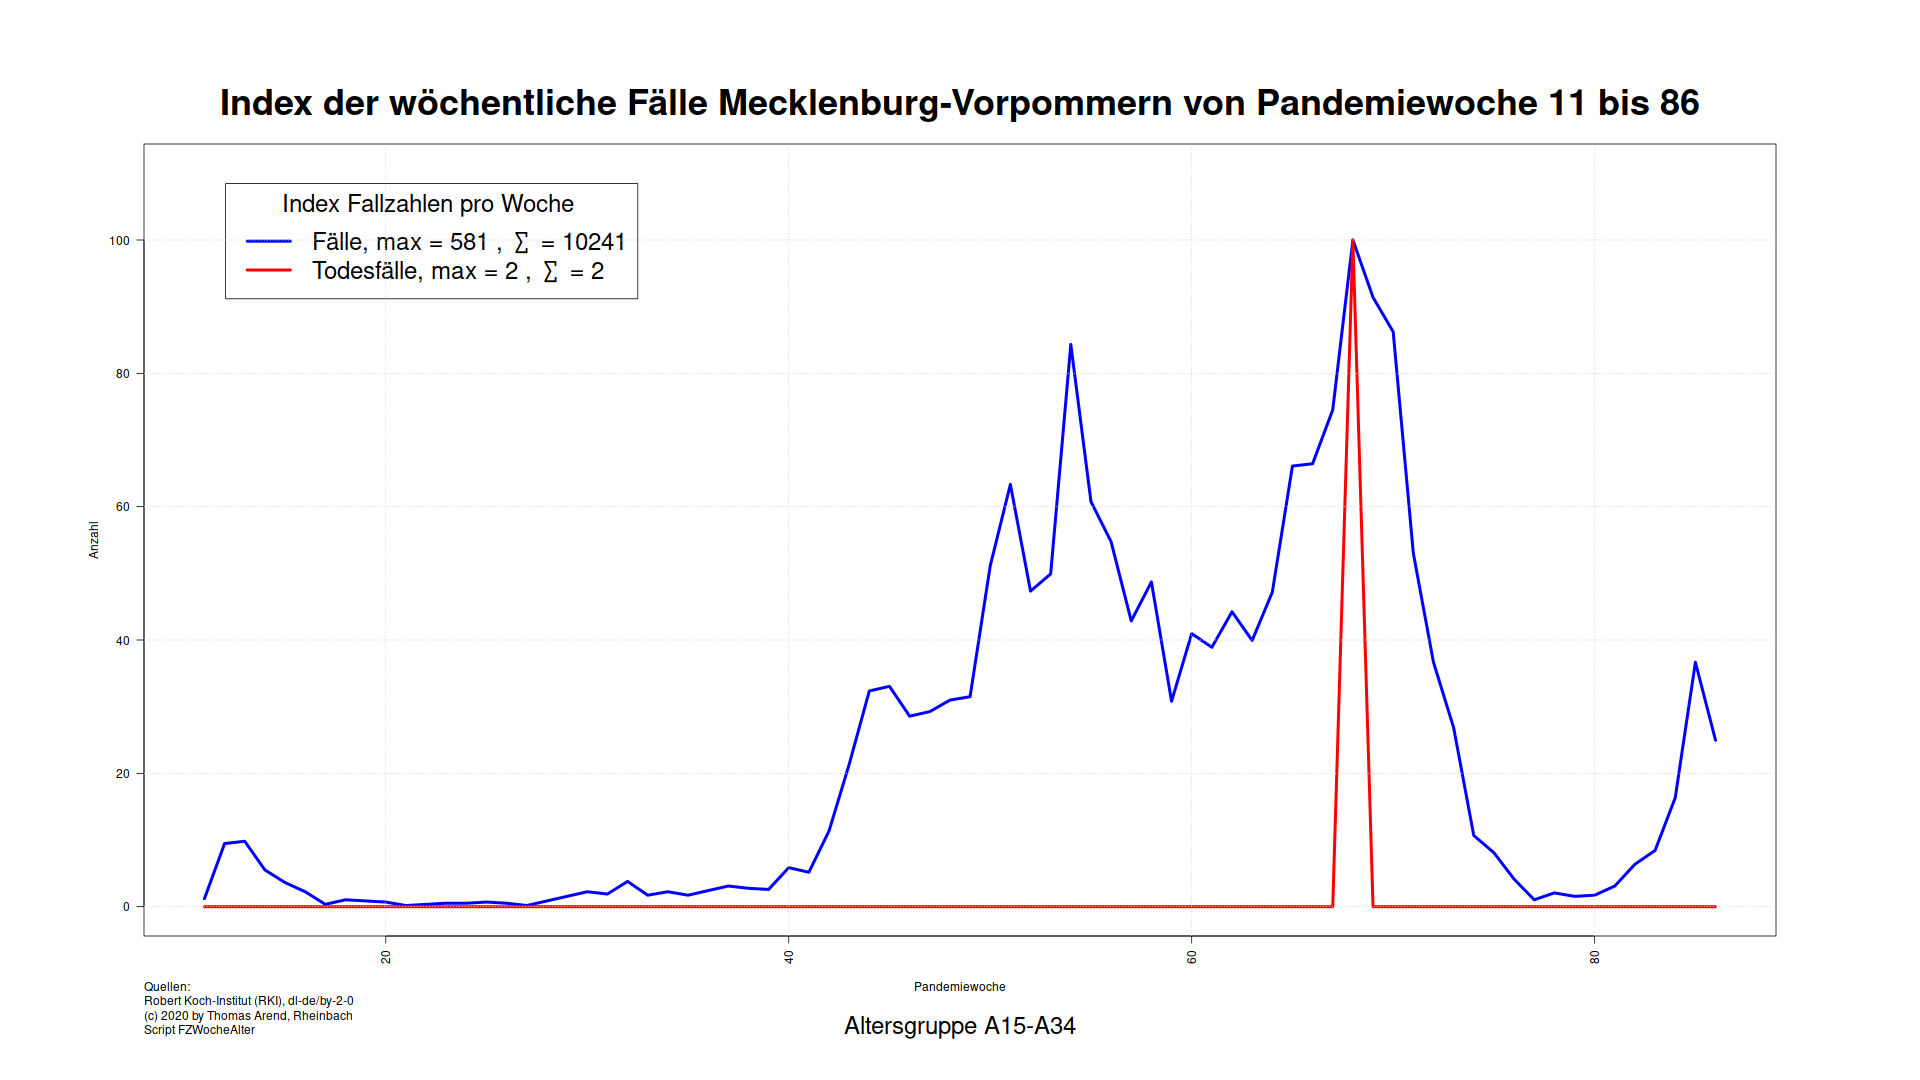 Index der wöchentliche Fälle Mecklenburg-Vorpommern von Pandemiewoche 11 bis 86
Index Fallzahlen pro Woche
Fälle, max = 581 , ∑ = 10241
Todesfälle, max = 2 , ∑ = 2
100
80
60
40
20
0
Anzahl
20
40
60
80
Pandemiewoche
Quellen:
Robert Koch-Institut (RKI), dl-de/by-2-0
(c) 2020 by Thomas Arend, Rheinbach
Script FZWocheAlter
Altersgruppe A15-A34